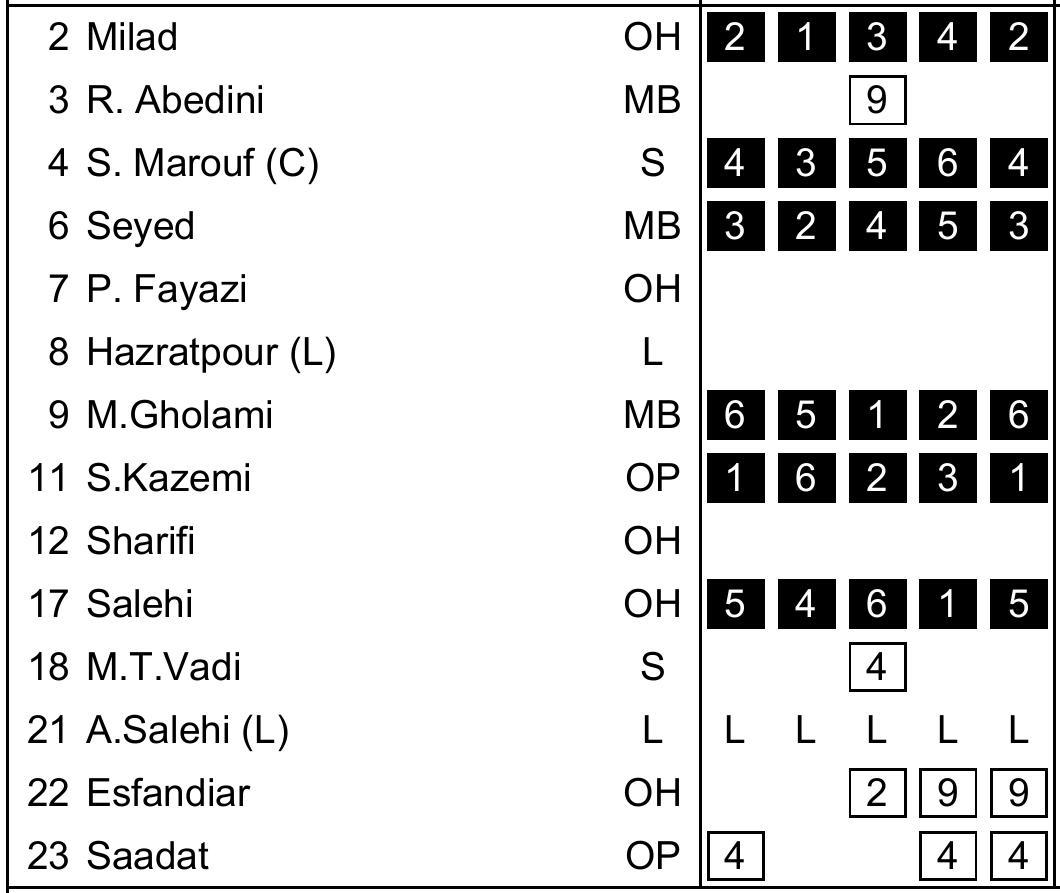 2 Milad OH 2 1 3 4 2
3 R. Abedini MB 9
4 S. Marouf (C) S 4 3 5 6 4
6 Seyed MB 3 2 4 5 3
7 P. Fayazi OH
8 Hazratpour (L) L
9 M.Gholami MB 6 5 1 2 6
11 S.Kazemi OP 1 6 2 3 1
12 Sharifi OH
17 Salehi OH 5 4 6 1 5
18 M.T.Vadi S 4
21 A.Salehi (L) L L L L L L
22 Esfandiar OH 2 9 9
23 Saadat OP 4 4 4